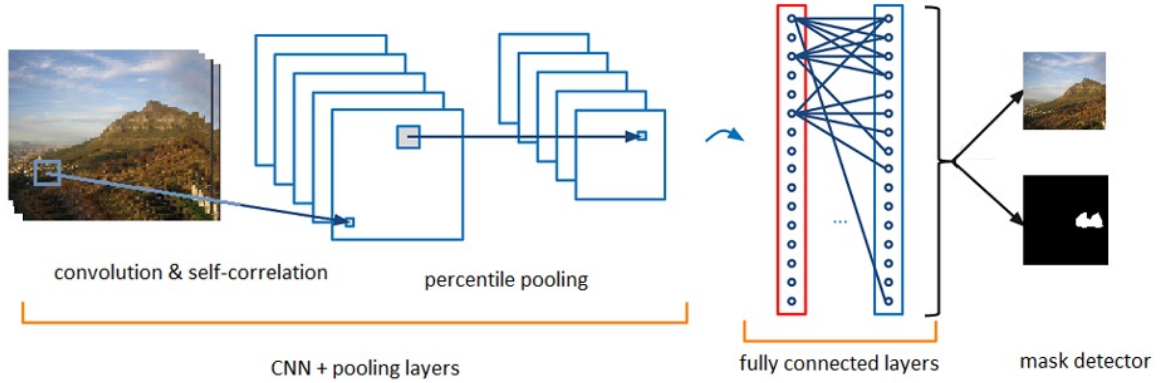 convolution & self-correlation
percentile pooling
...
CNN + pooling layers
fully connected layers
mask detector